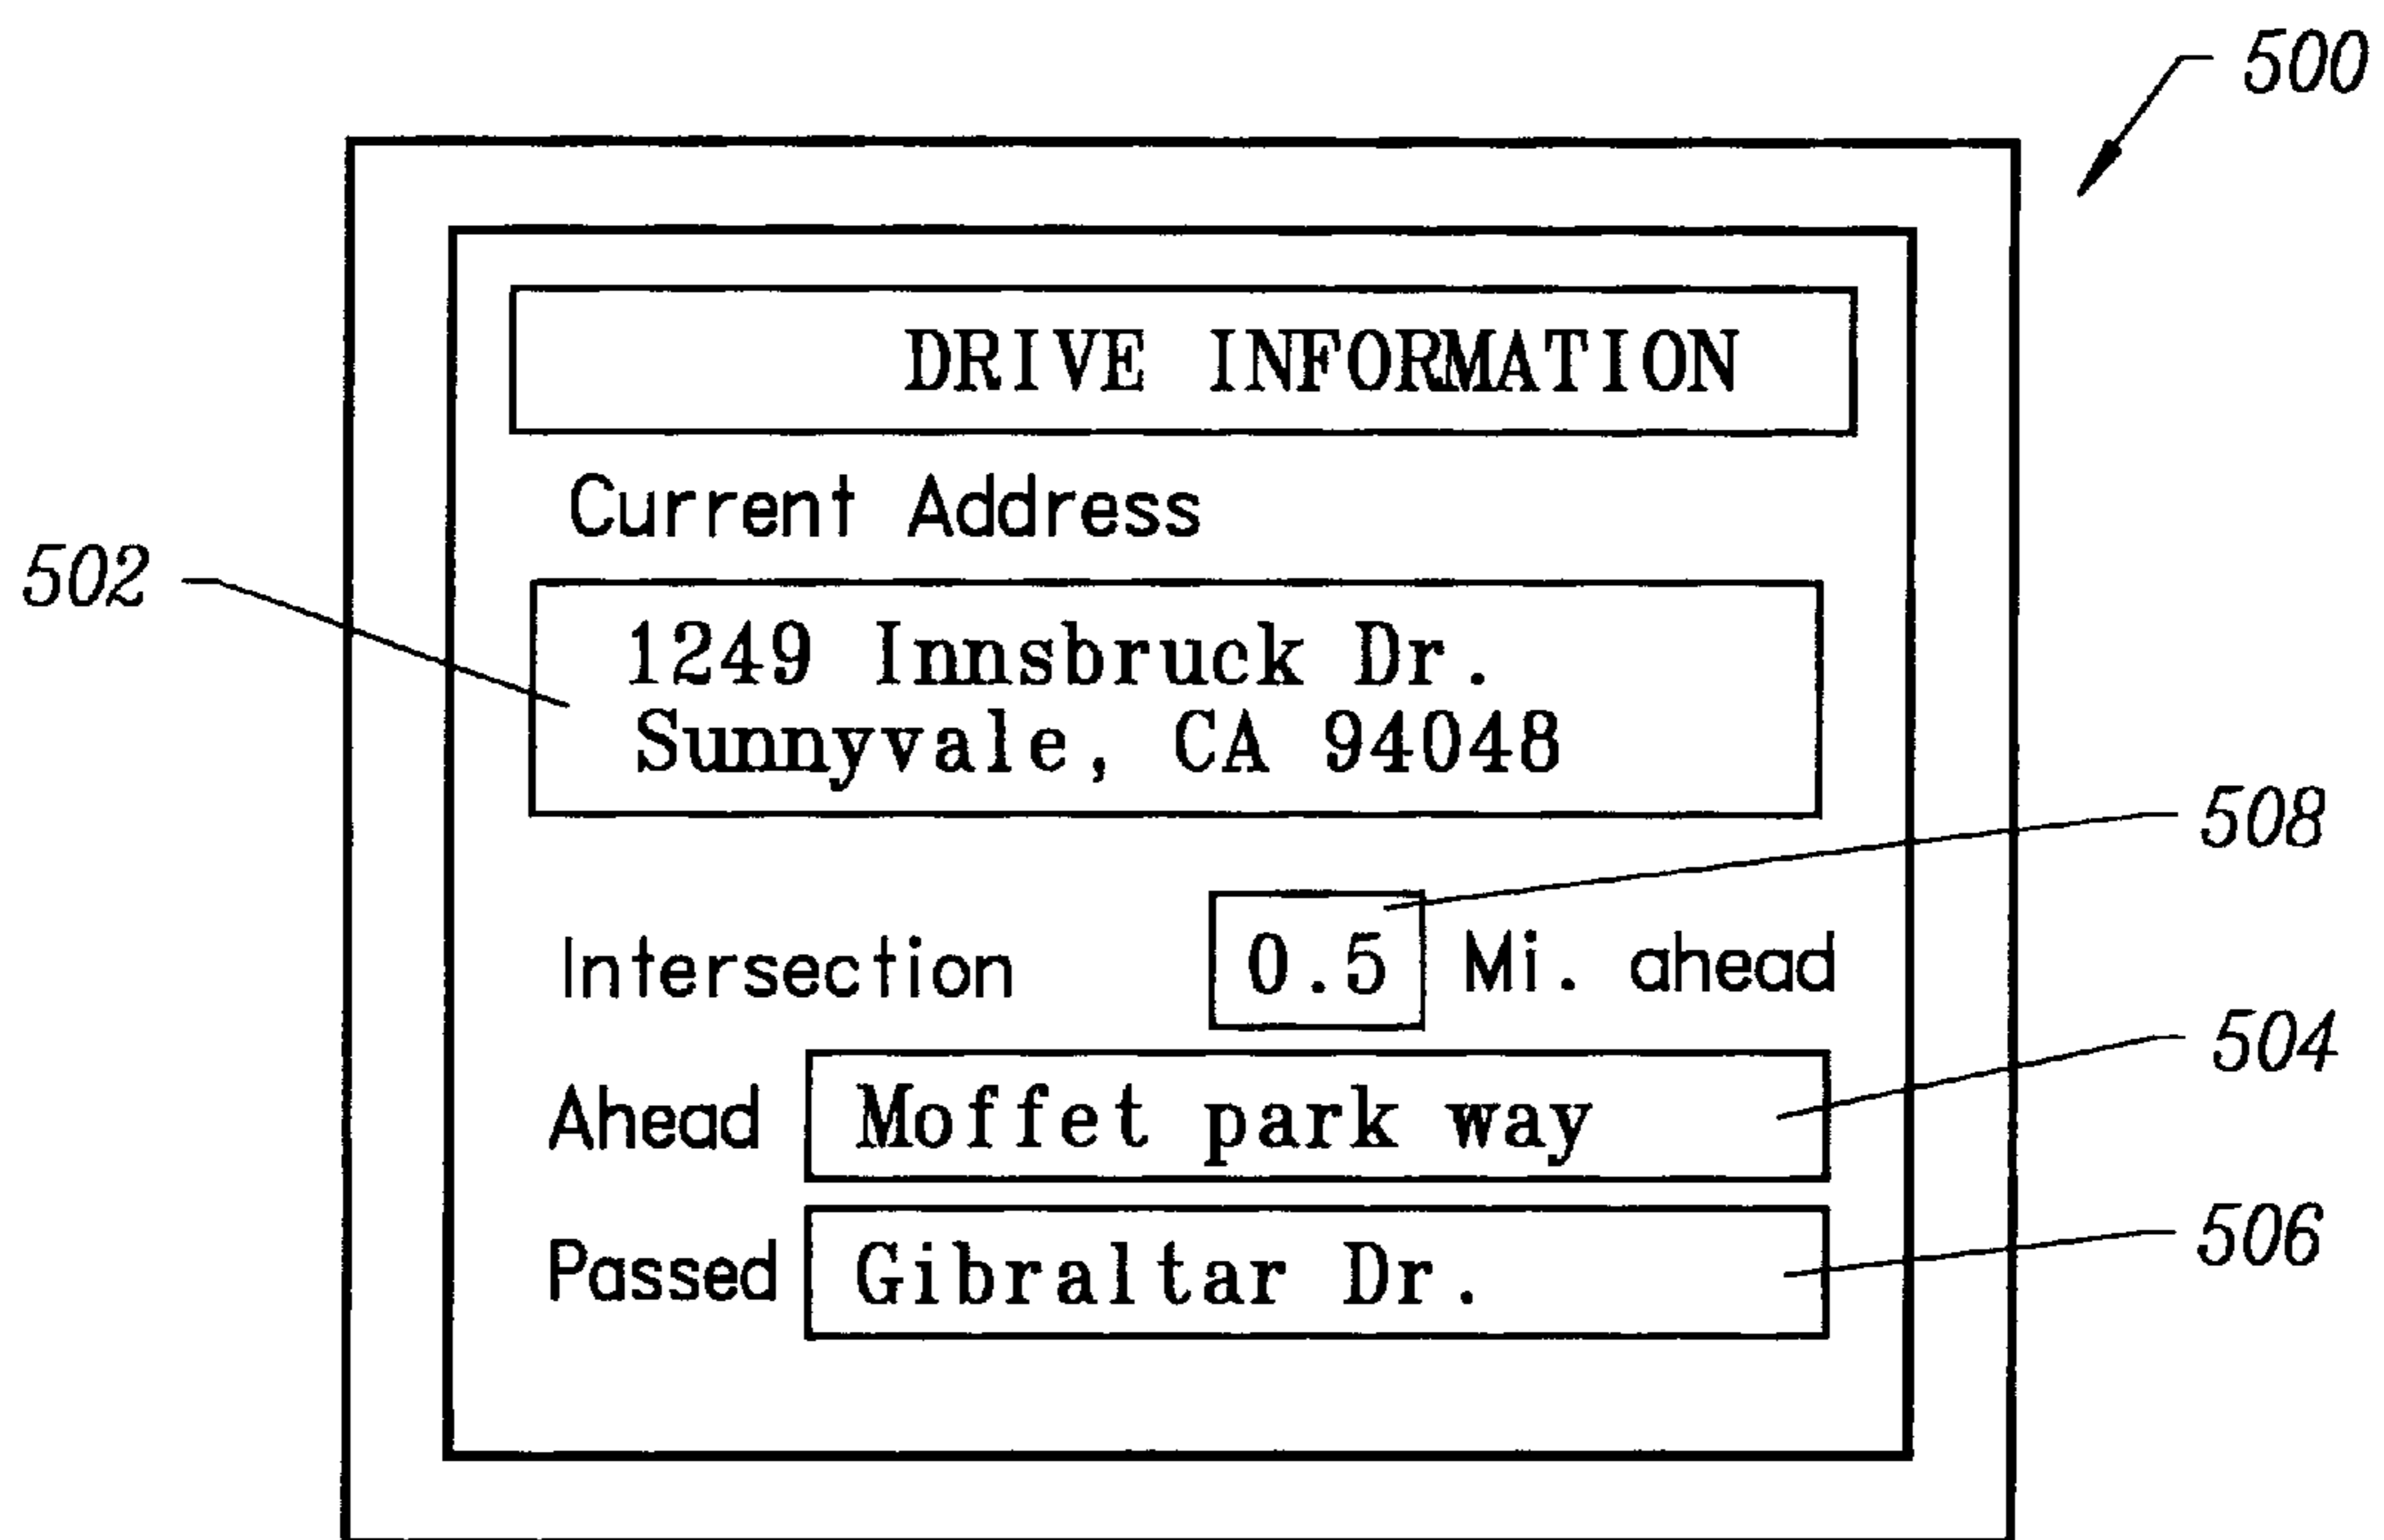 500
DRIVE INFORMATION
Current Address
502
1249 Innsbruck Dr.
Sunnyvale, CA 94048
508
Intersection 0.5 Mi. ahead
504
Ahead Moffet park way
506
Passed Gibraltar Dr.